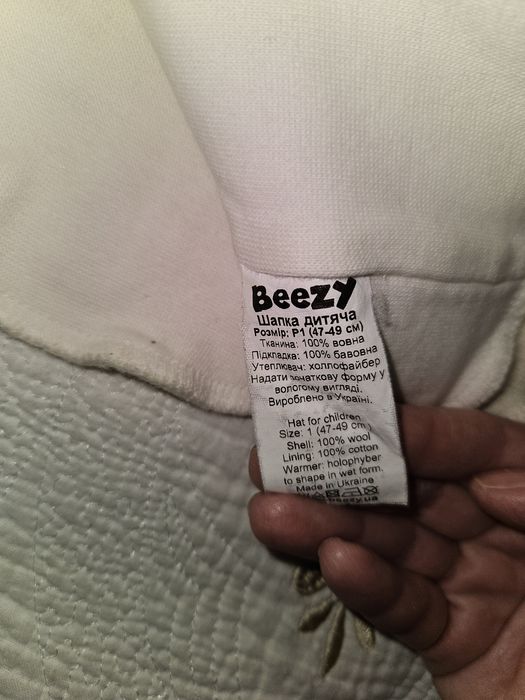 Beezy
Шапка дитяча
Розмір: Р1 (47-49 см)
Тканина: 100% вовна
Підкладка: 100% бавовна
Утеплювач: холлофайбер
Надати початкову форму у
вологому вигляді.
Вироблено в Україні.
Hat for children
Size: 1 (47-49 cm)
Shell: 100% wool
Lining: 100% cotton
Warmer: holophyber
to shape in wet form.
Made in Ukraine
beezy.ua